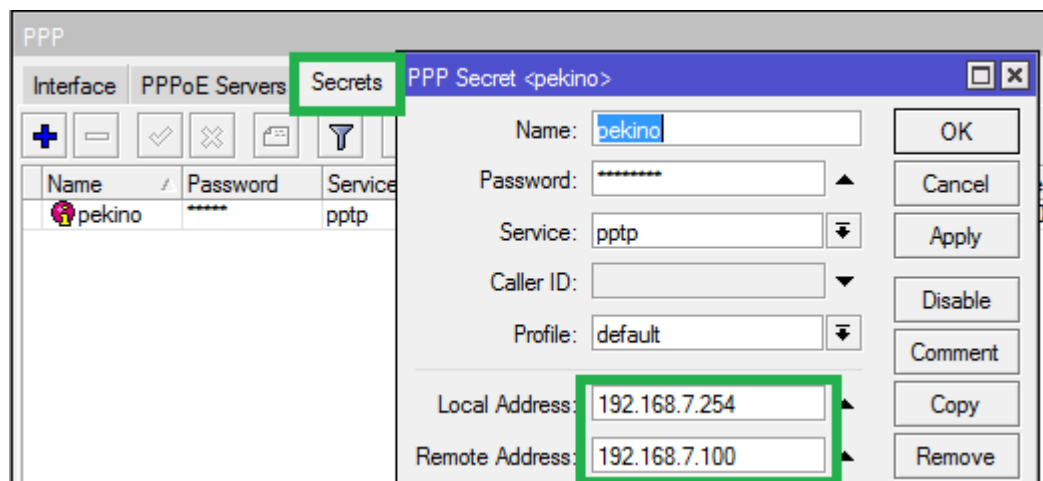 PPP
Interface PPPoE Servers Secrets
Name Password Service
pekino ***** pptp
PPP Secret <pekino>
Name: pekino
Password: ********
Service: pptp
Caller ID:
Profile: default
Local Address: 192.168.7.254
Remote Address: 192.168.7.100
OK
Cancel
Apply
Disable
Comment
Copy
Remove